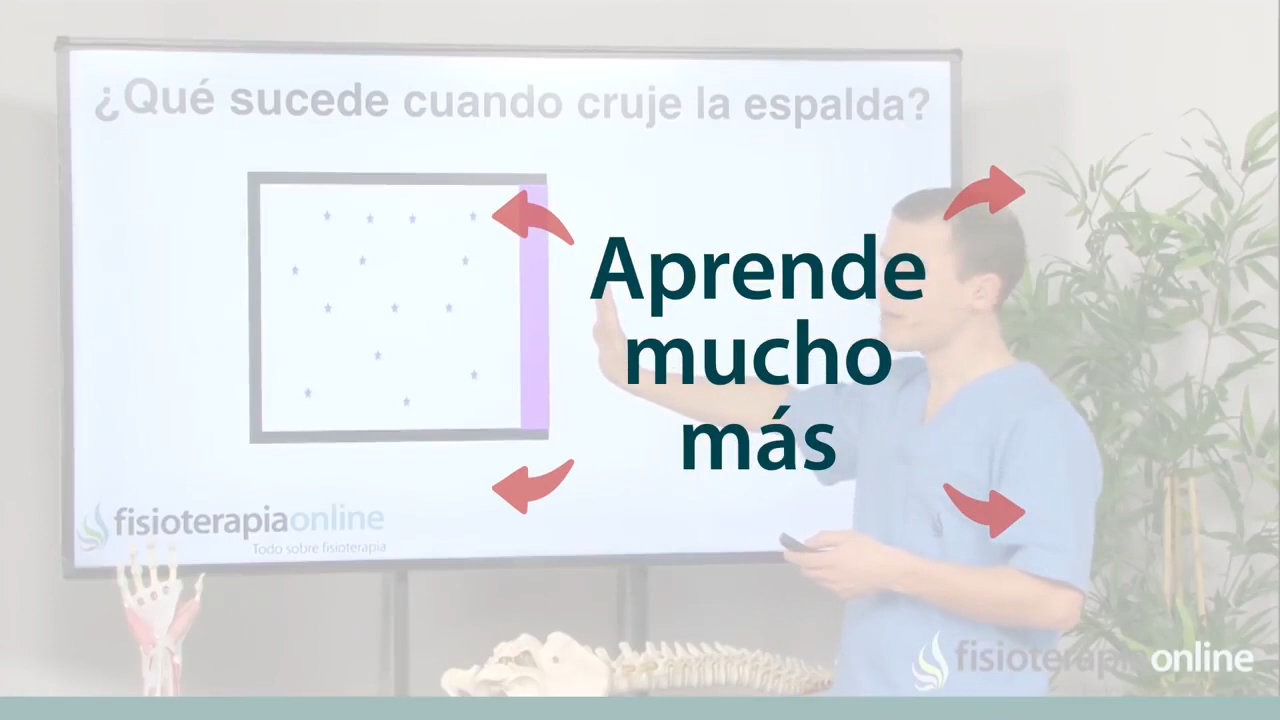 ¿Qué sucede cuando cruje la espalda?
Aprende
mucho
más
fisioterapiaonline
Todo sobre fisioterapia
fisioterapia online